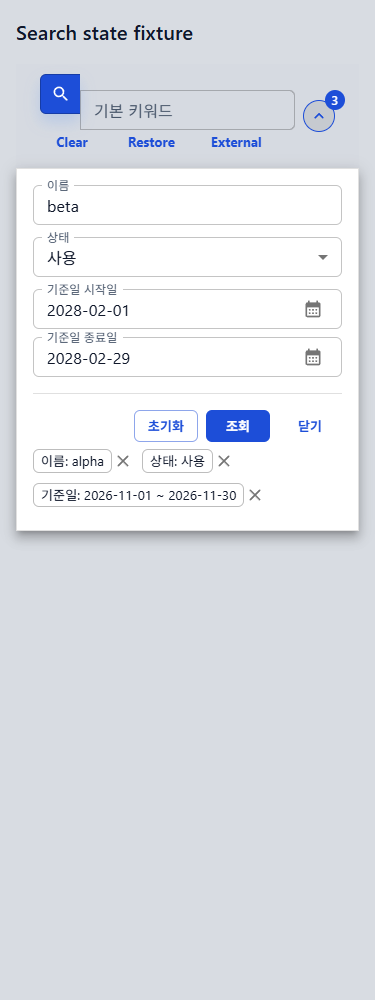 Search state fixture
기본 키워드
3
Clear Restore External
이름
beta
상태
사용
기준일 시작일
2028-02-01
기준일 종료일
2028-02-29
초기화 조회 닫기
이름: alpha 상태: 사용
기준일: 2026-11-01 ~ 2026-11-30